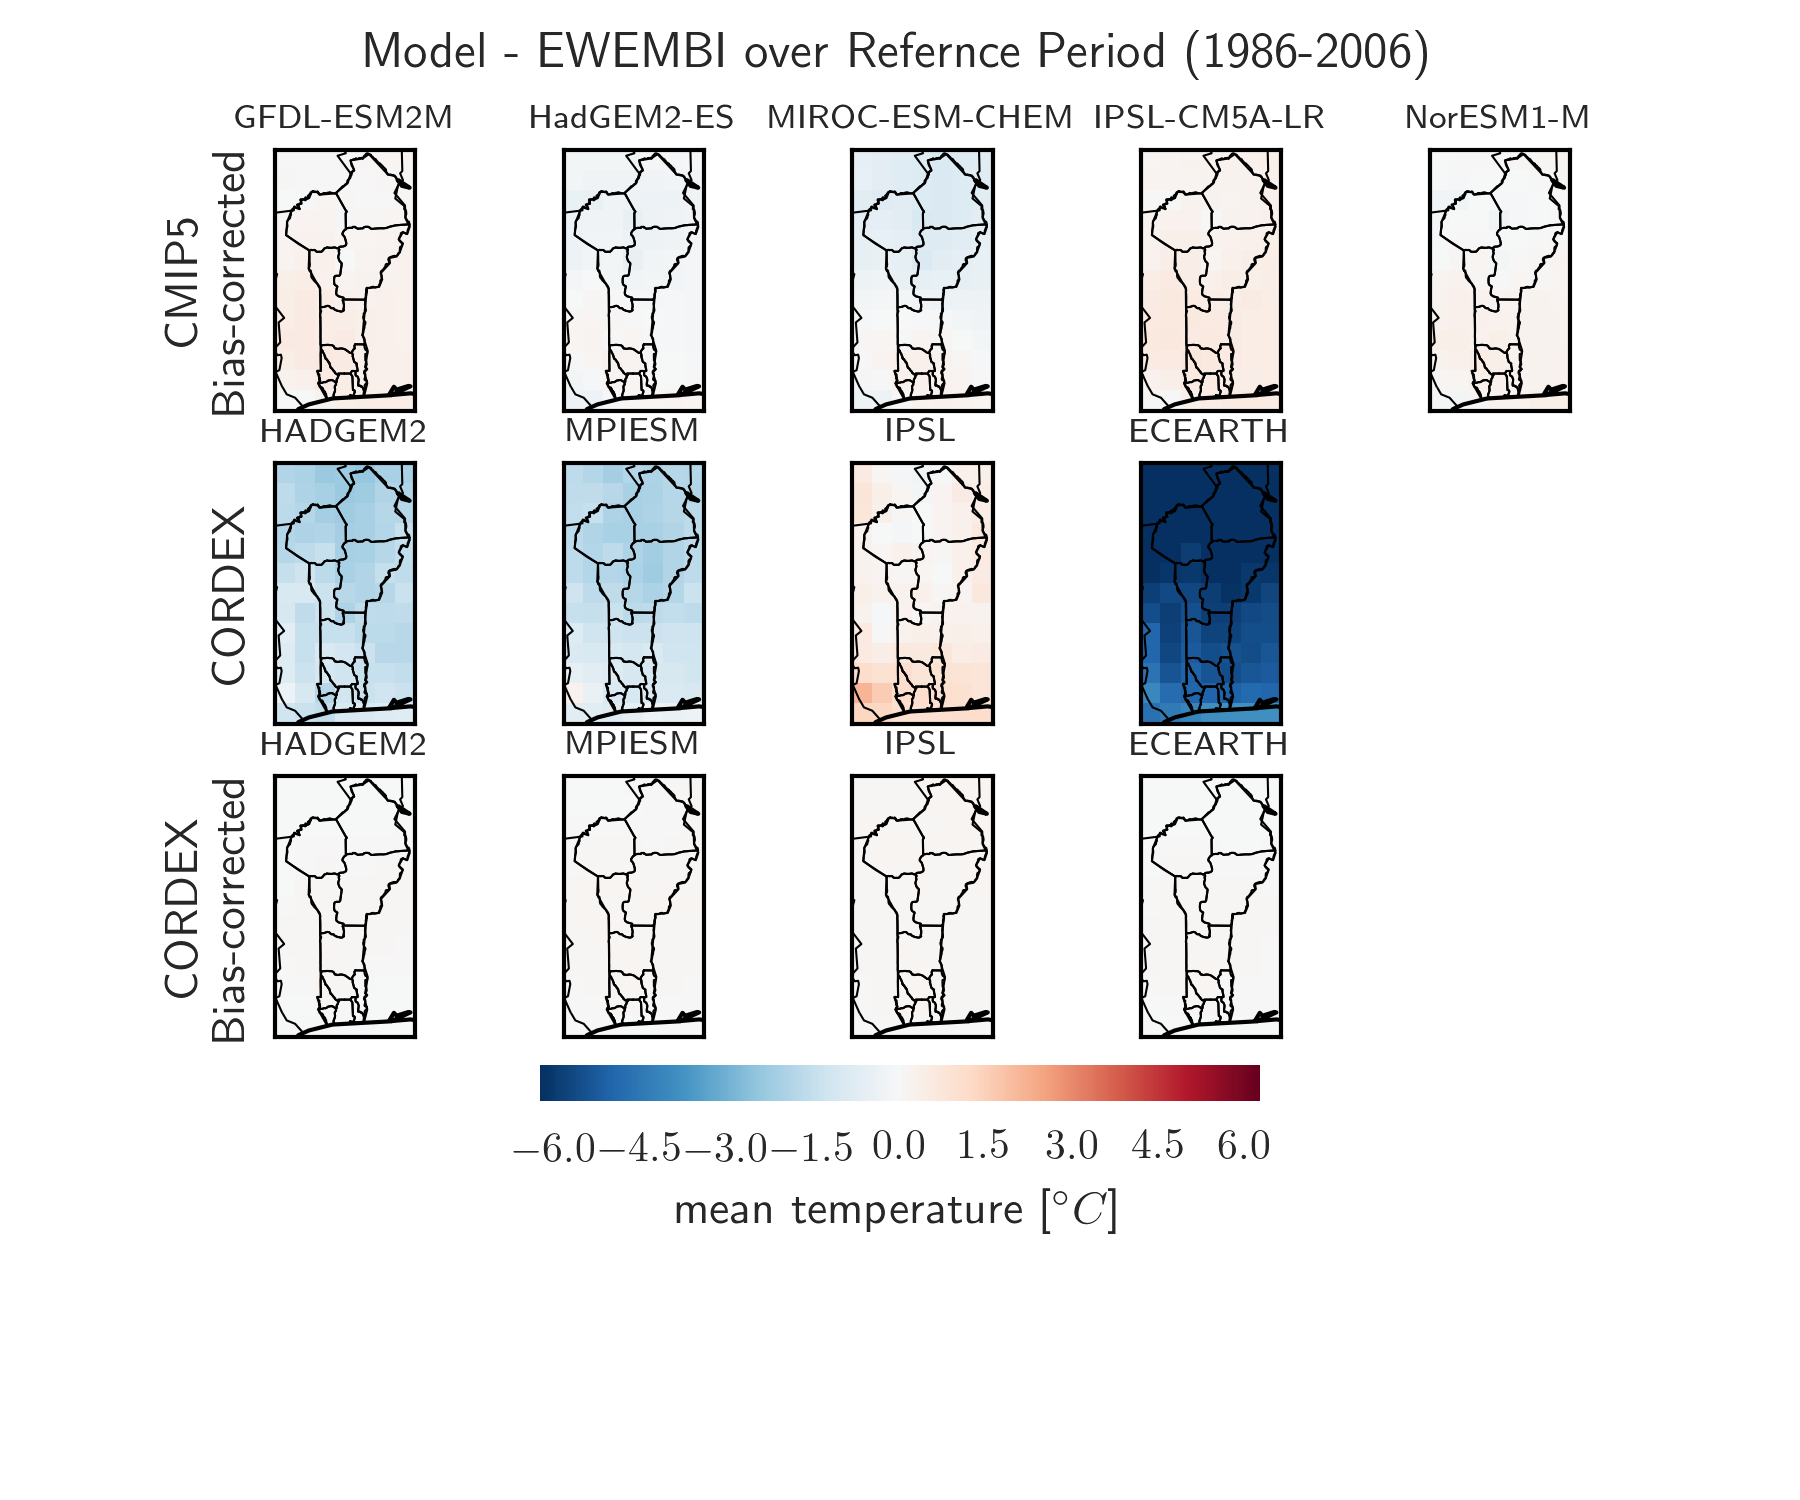 Model - EWEMBI over Refernce Period (1986-2006)
GFDL-ESM2M HadGEM2-ES MIROC-ESM-CHEM IPSL-CM5A-LR NorESM1-M
CMIP5
Bias-corrected
HADGEM2 MPIESM IPSL ECEARTH
CORDEX
HADGEM2 MPIESM IPSL ECEARTH
CORDEX
Bias-corrected
−6.0 −4.5 −3.0 −1.5 0.0 1.5 3.0 4.5 6.0
mean temperature [°C]